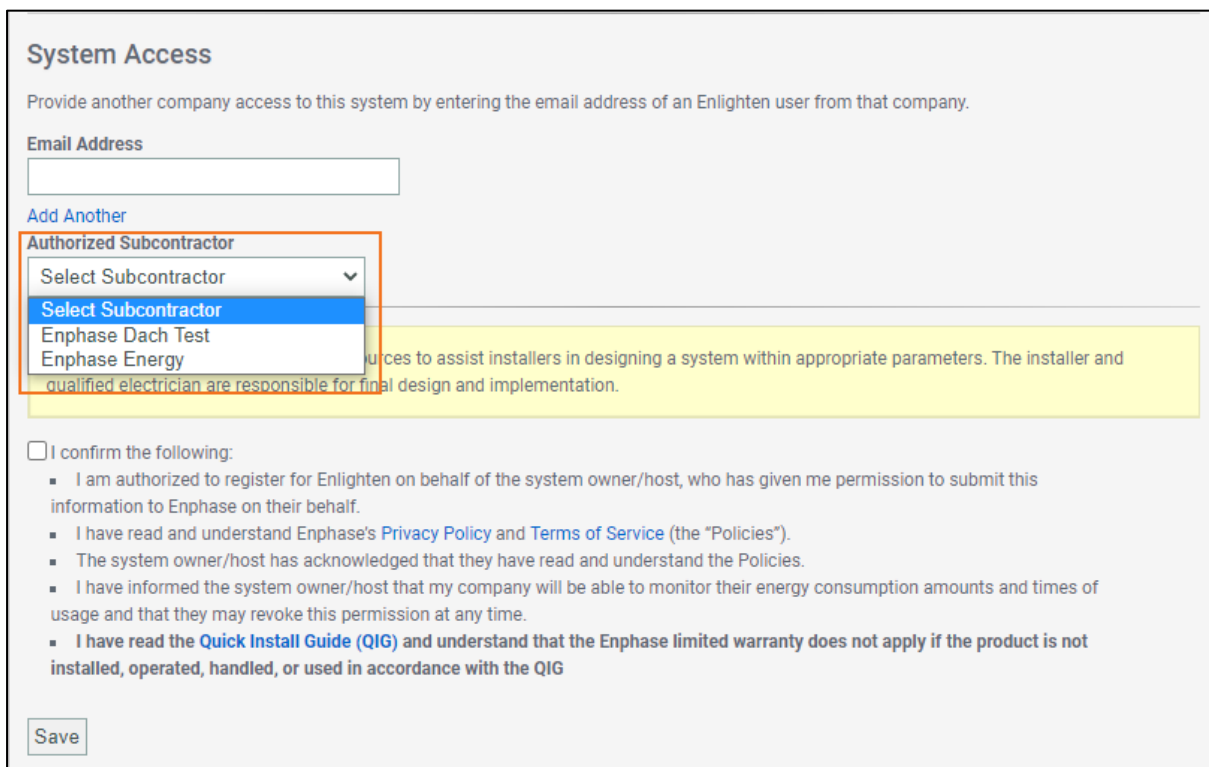 System Access
Provide another company access to this system by entering the email address of an Enlighten user from that company.
Email Address
Add Another
Authorized Subcontractor
Select Subcontractor
Select Subcontractor
Enphase Dach Test
Enphase Energy
to assist installers in designing a system within appropriate parameters. The installer and
qualified electrician are responsible for final design and implementation.
I confirm the following:
▪ I am authorized to register for Enlighten on behalf of the system owner/host, who has given me permission to submit this
information to Enphase on their behalf.
▪ I have read and understand Enphase's Privacy Policy and Terms of Service (the “Policies”).
▪ The system owner/host has acknowledged that they have read and understand the Policies.
▪ I have informed the system owner/host that my company will be able to monitor their energy consumption amounts and times of
usage and that they may revoke this permission at any time.
▪ I have read the Quick Install Guide (QIG) and understand that the Enphase limited warranty does not apply if the product is not
installed, operated, handled, or used in accordance with the QIG
Save